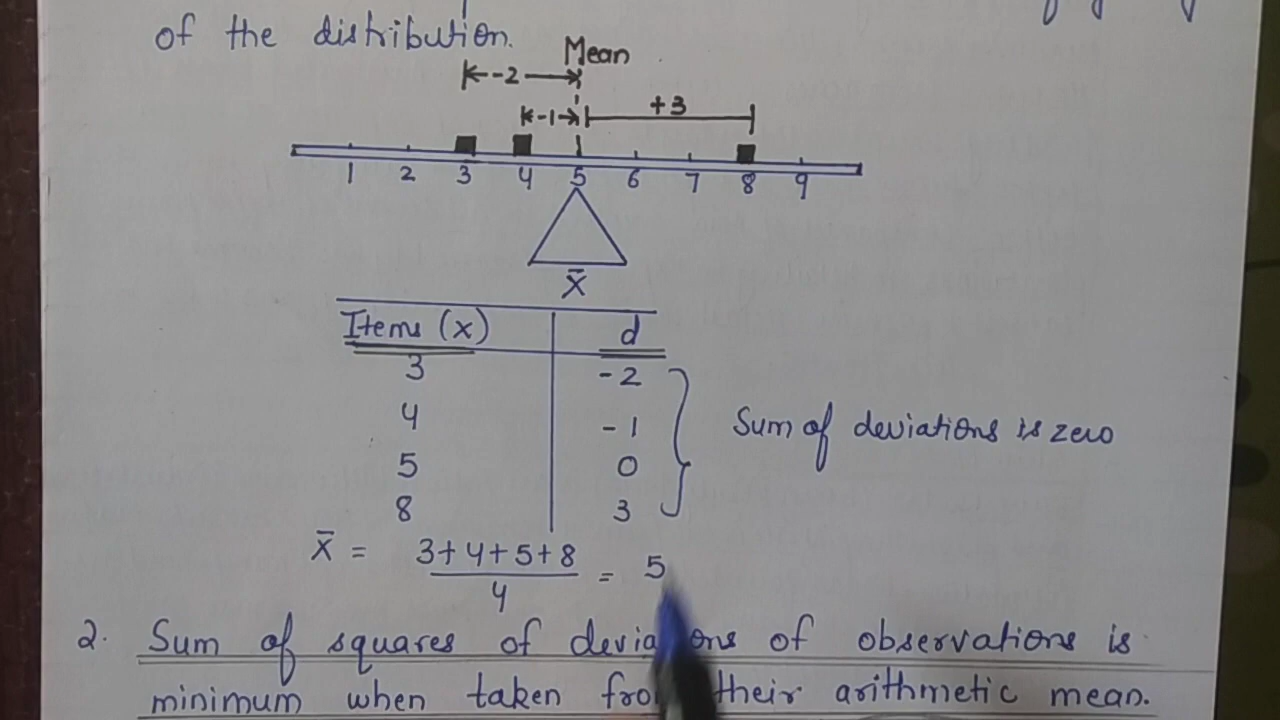 of the distribution.
Mean
-2
-1
+3
1 2 3 4 5 6 7 8 9
X̄
Items (x) d
3 -2
4 -1
5 0
8 3
Sum of deviations is zero
X̄ = 3+4+5+8 / 4 = 5
2. Sum of squares of deviations of observations is
minimum when taken from their arithmetic mean.